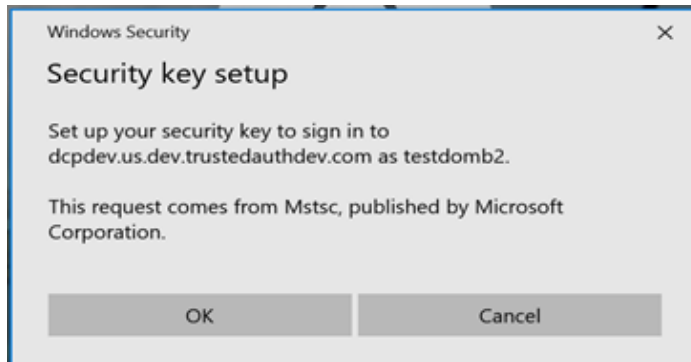 Windows Security
Security key setup
Set up your security key to sign in to
dcpdev.us.dev.trustedauthdev.com as testdomb2.
This request comes from Mstsc, published by Microsoft
Corporation.
OK
Cancel